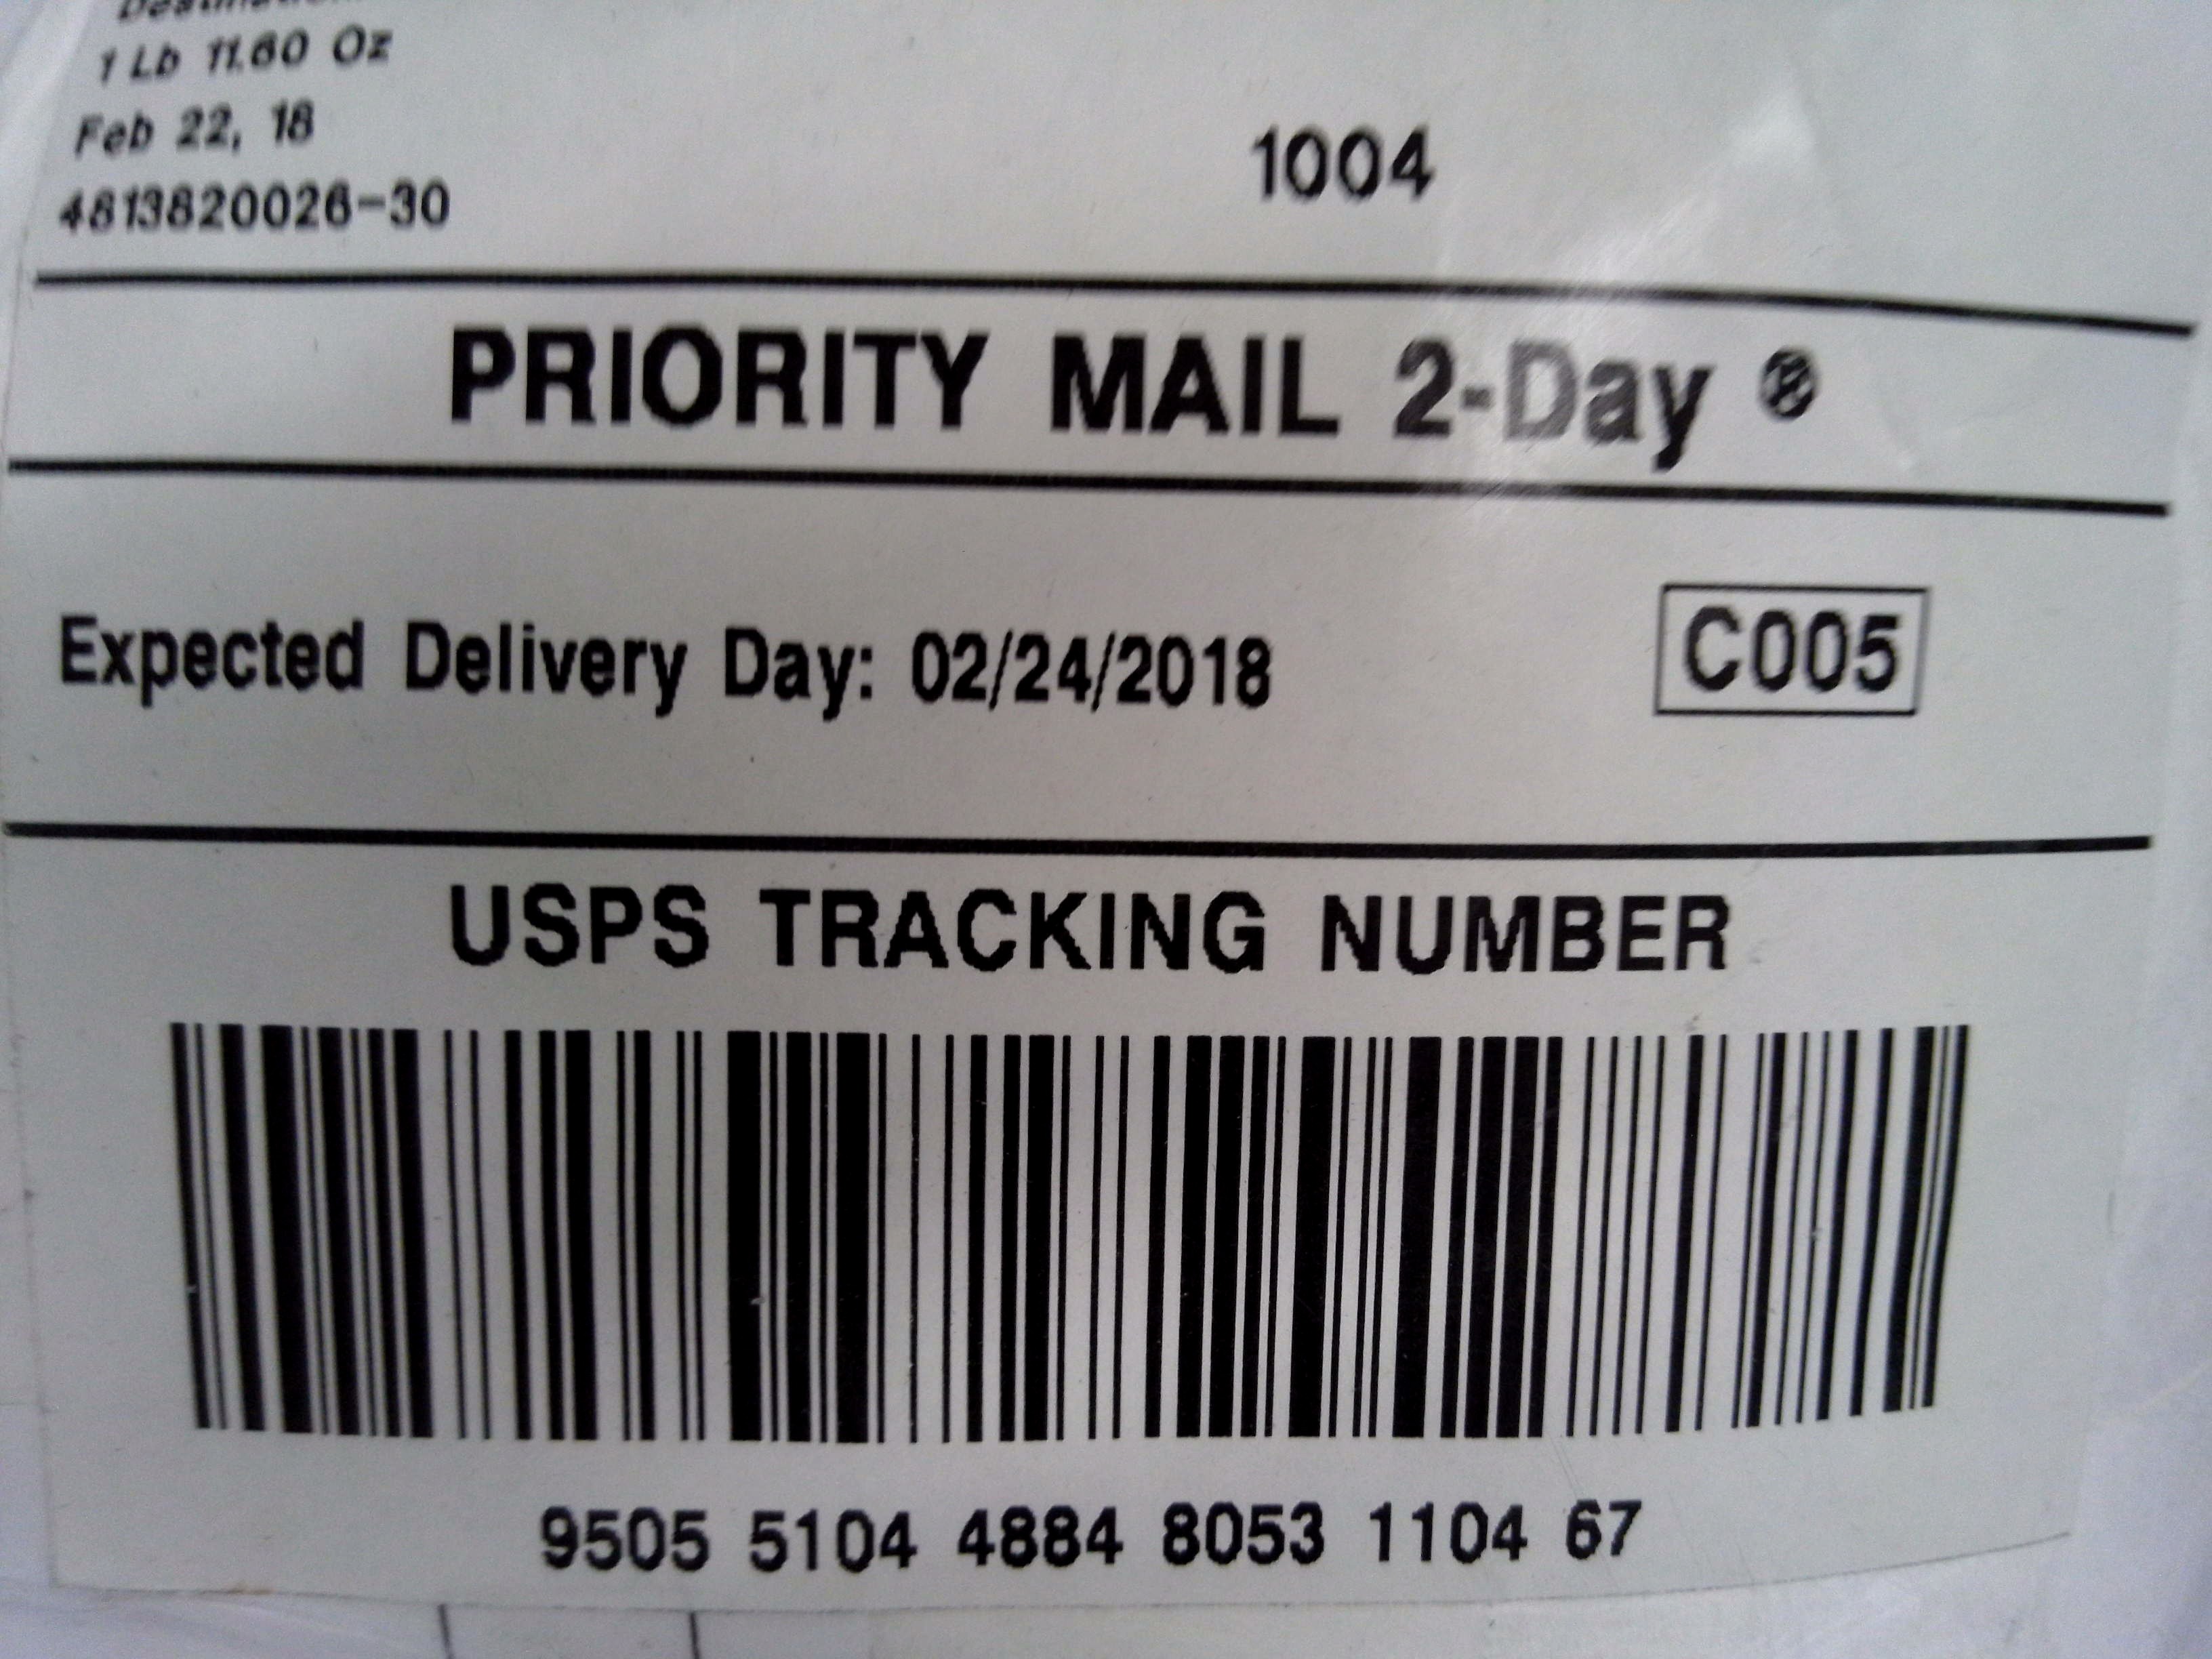 1 Lb 11.60 Oz
Feb 22, 18
4813820026-30
1004
PRIORITY MAIL 2-Day ®
Expected Delivery Day: 02/24/2018
C005
USPS TRACKING NUMBER
9505 5104 4884 8053 1104 67